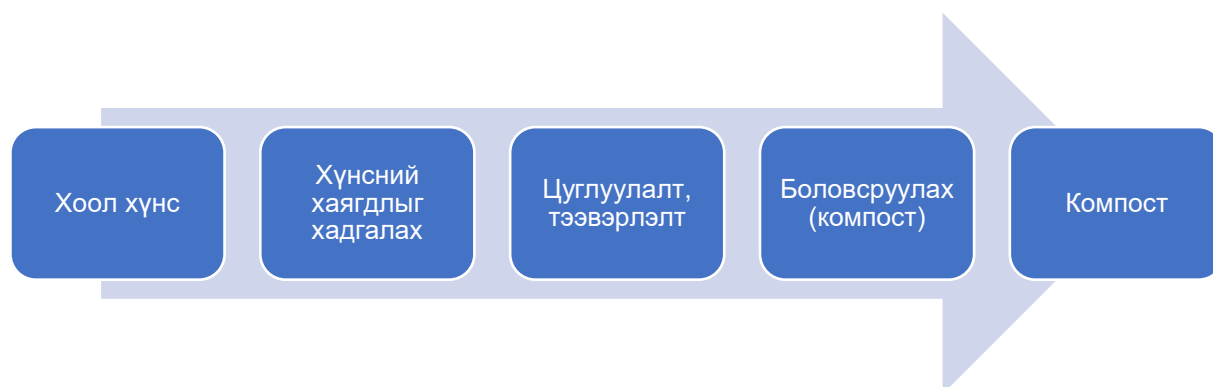 Хоол хүнс
Хүнсний
хаягдлыг
хадгалах
Цуглуулалт,
тээвэрлэлт
Боловсруулах
(компост)
Компост